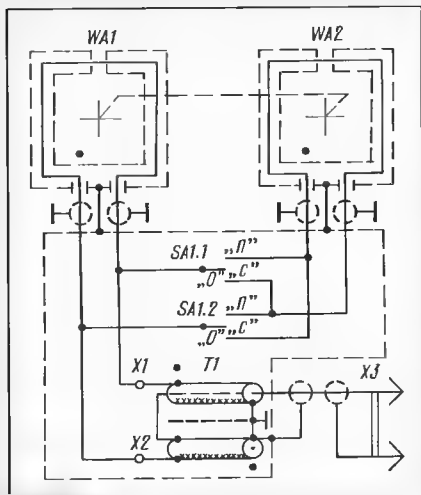 WA1 WA2
SA1.1 „П”
„О” „С”
SA1.2 „П”
„О” „С”
X1 T1 X3
X2